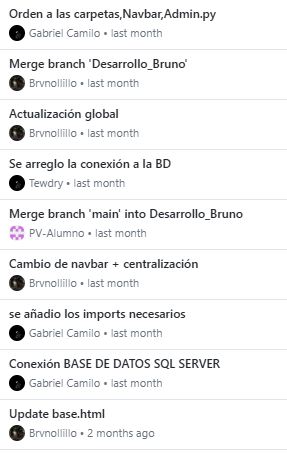 Orden a las carpetas,Navbar,Admin.py
Gabriel Camilo • last month
Merge branch 'Desarrollo_Bruno'
Brvnollillo • last month
Actualización global
Brvnollillo • last month
Se arreglo la conexión a la BD
Tewdry • last month
Merge branch 'main' into Desarrollo_Bruno
PV-Alumno • last month
Cambio de navbar + centralización
Brvnollillo • last month
se añadio los imports necesarios
Gabriel Camilo • last month
Conexión BASE DE DATOS SQL SERVER
Gabriel Camilo • last month
Update base.html
Brvnollillo • 2 months ago